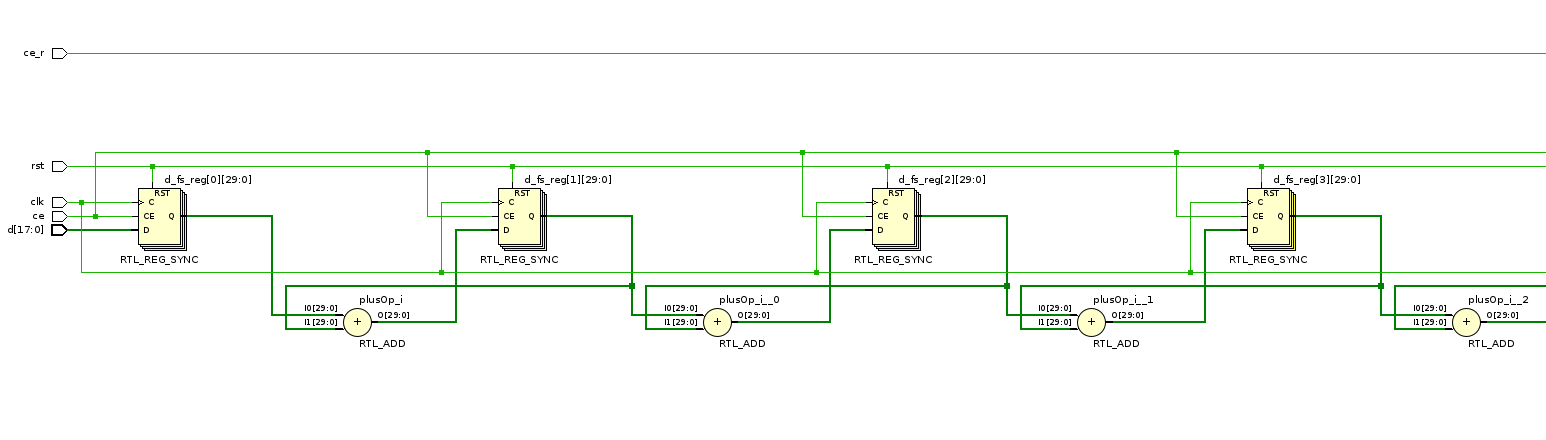 ce_r
rst
clk
ce
d[17:0]
d_fs_reg[0][29:0]
RST
C
CE
Q
D
RTL_REG_SYNC
d_fs_reg[1][29:0]
RST
C
CE
Q
D
RTL_REG_SYNC
d_fs_reg[2][29:0]
RST
C
CE
Q
D
RTL_REG_SYNC
d_fs_reg[3][29:0]
RST
C
CE
Q
D
RTL_REG_SYNC
plusOp_i
I0[29:0]
I1[29:0]
+
O[29:0]
RTL_ADD
plusOp_i__0
I0[29:0]
I1[29:0]
+
O[29:0]
RTL_ADD
plusOp_i__1
I0[29:0]
I1[29:0]
+
O[29:0]
RTL_ADD
plusOp_i__2
I0[29:0]
I1[29:0]
+
O[29:0]
RTL_ADD